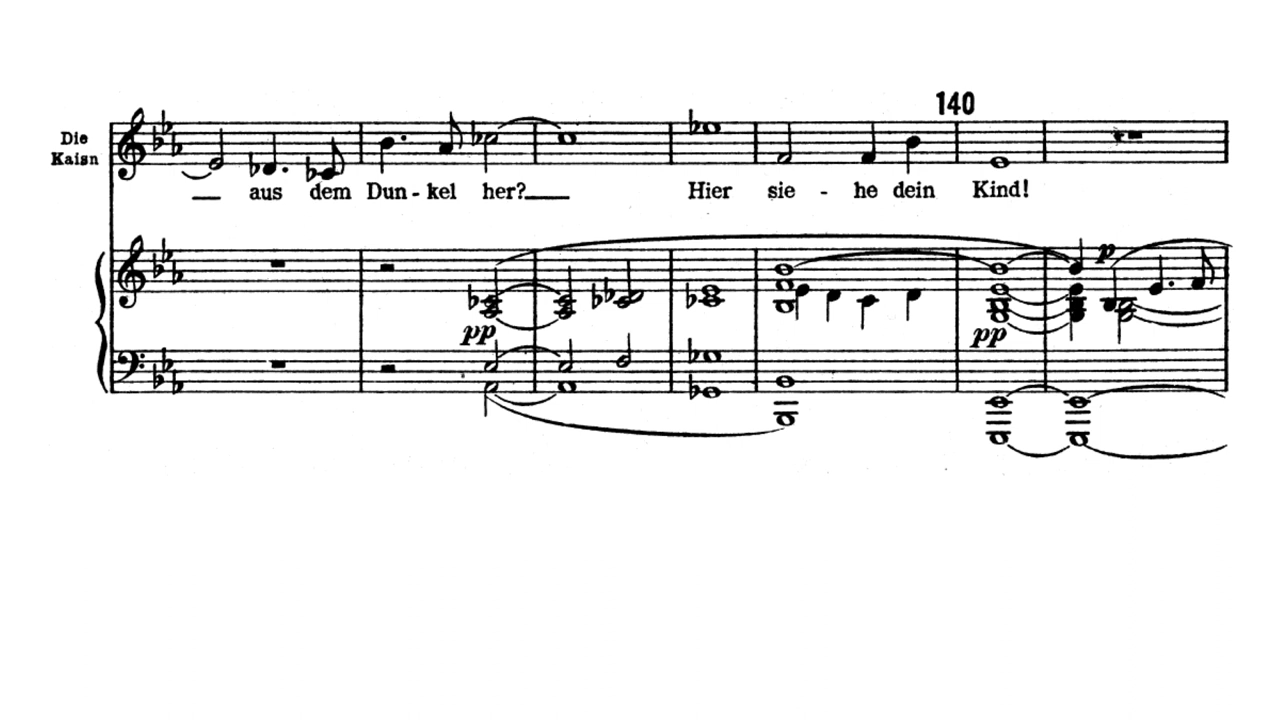 140
Die
Kaisn
aus dem Dun - kel her? Hier sie - he dein Kind!
p
pp
pp